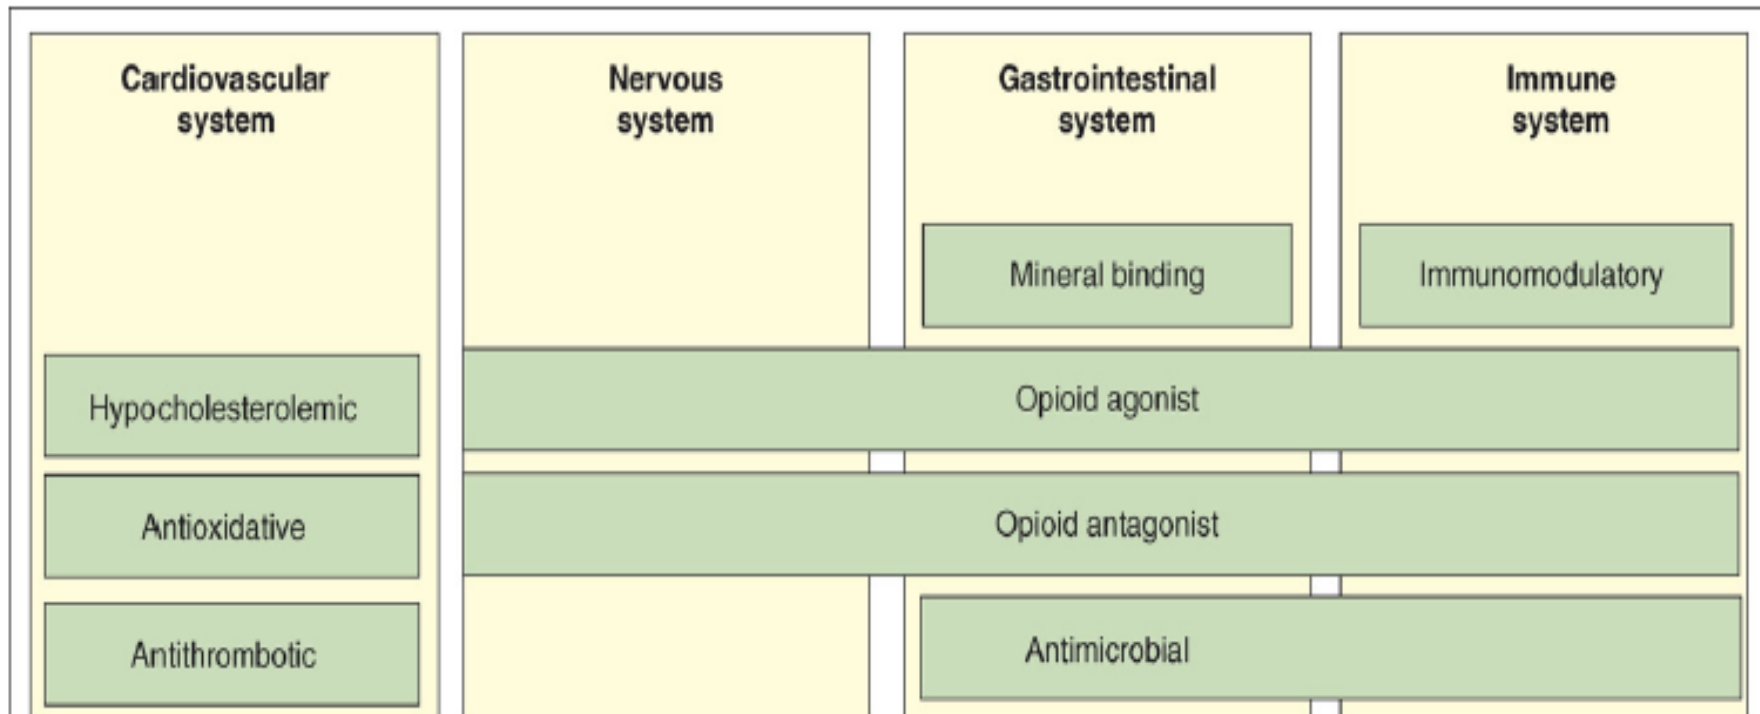 Cardiovascular
system
Nervous
system
Gastrointestinal
system
Immune
system
Mineral binding
Immunomodulatory
Hypocholesterolemic
Opioid agonist
Antioxidative
Opioid antagonist
Antithrombotic
Antimicrobial